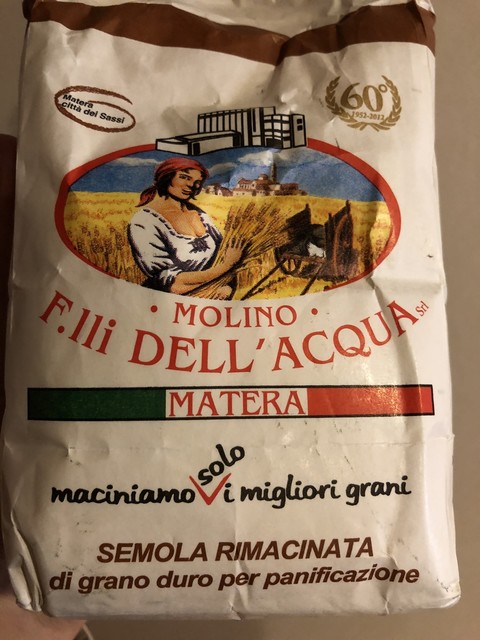 Matera
città dei Sassi
60°
1952-2012
• MOLINO •
F.lli DELL'ACQUA Srl
MATERA
solo
maciniamo i migliori grani
SEMOLA RIMACINATA
di grano duro per panificazione